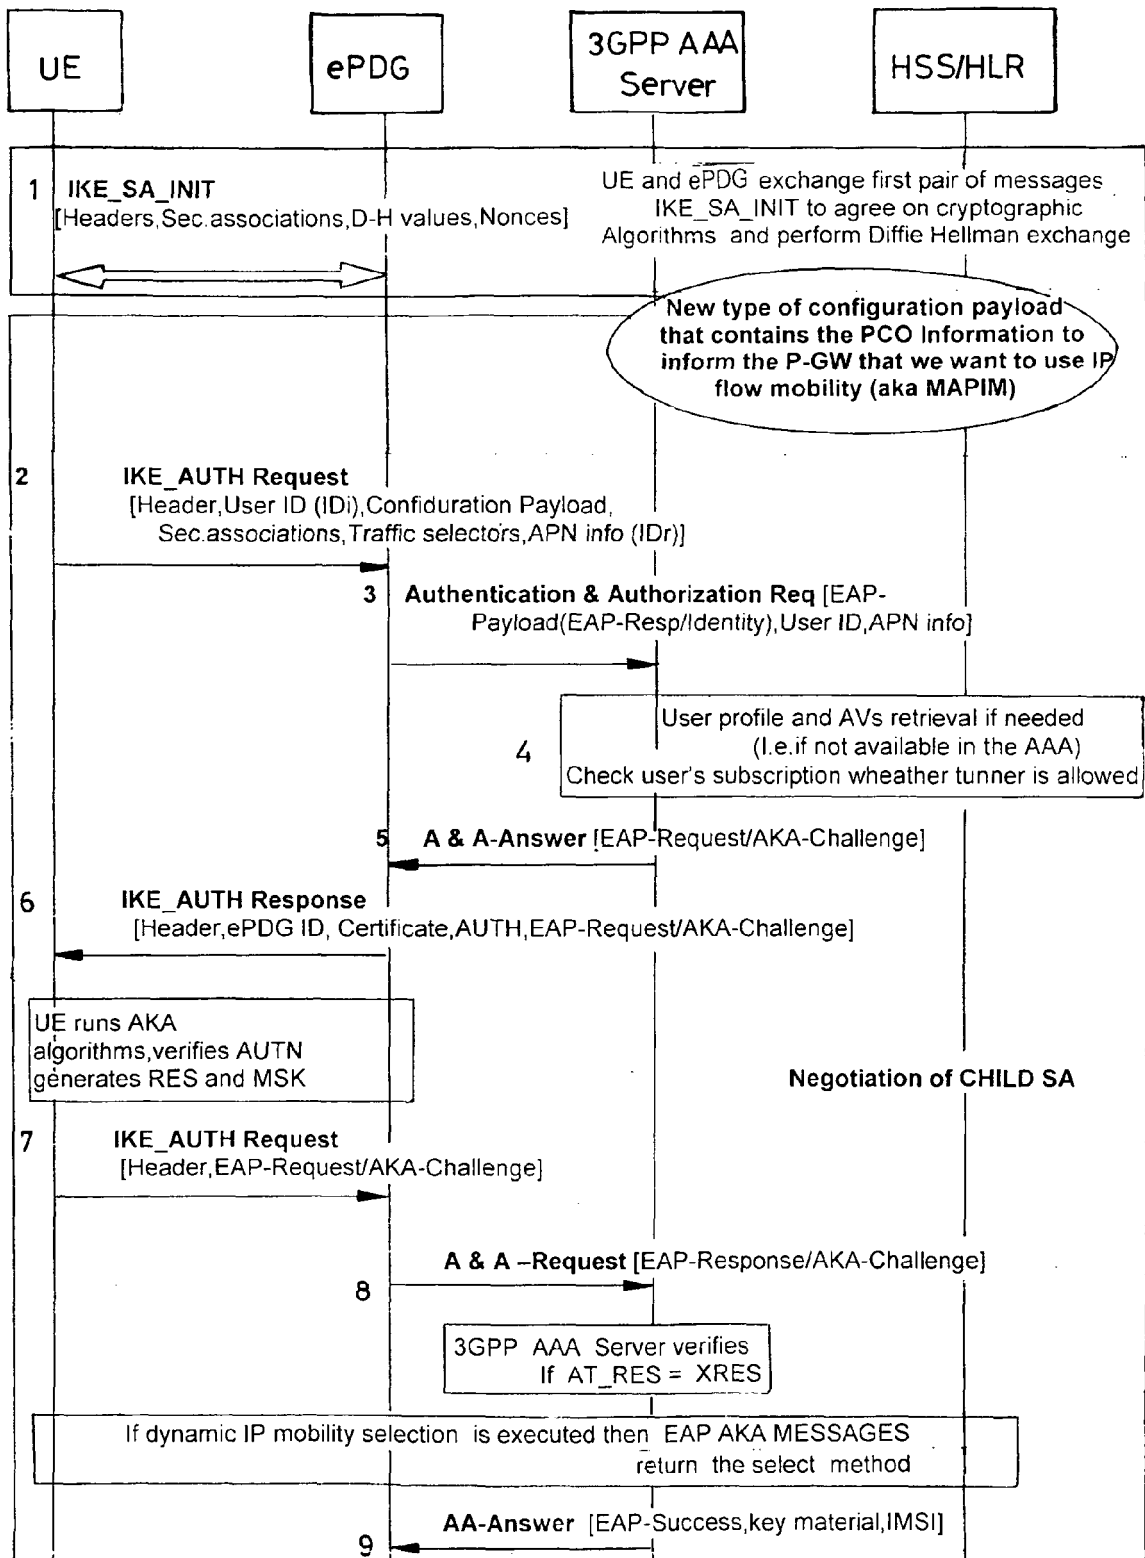 UE
ePDG
3GPP AAA
Server
HSS/HLR
1 IKE_SA_INIT
[Headers,Sec.associations,D-H values,Nonces]
UE and ePDG exchange first pair of messages
IKE_SA_INIT to agree on cryptographic
Algorithms and perform Diffie Hellman exchange
New type of configuration payload
that contains the PCO Information to
inform the P-GW that we want to use IP
flow mobility (aka MAPIM)
2 IKE_AUTH Request
[Header,User ID (IDi),Confiduration Payload,
Sec.associations,Traffic selectors,APN info (IDr)]
3 Authentication & Authorization Req [EAP-
Payload(EAP-Resp/Identity),User ID,APN info]
4
User profile and AVs retrieval if needed
(I.e.if not available in the AAA)
Check user's subscription wheather tunner is allowed
5 A & A-Answer [EAP-Request/AKA-Challenge]
6 IKE_AUTH Response
[Header,ePDG ID, Certificate,AUTH,EAP-Request/AKA-Challenge]
UE runs AKA
algorithms,verifies AUTN
generates RES and MSK
Negotiation of CHILD SA
7 IKE_AUTH Request
[Header,EAP-Request/AKA-Challenge]
8 A & A –Request [EAP-Response/AKA-Challenge]
3GPP AAA Server verifies
If AT_RES = XRES
If dynamic IP mobility selection is executed then EAP AKA MESSAGES
return the select method
9 AA-Answer [EAP-Success,key material,IMSI]